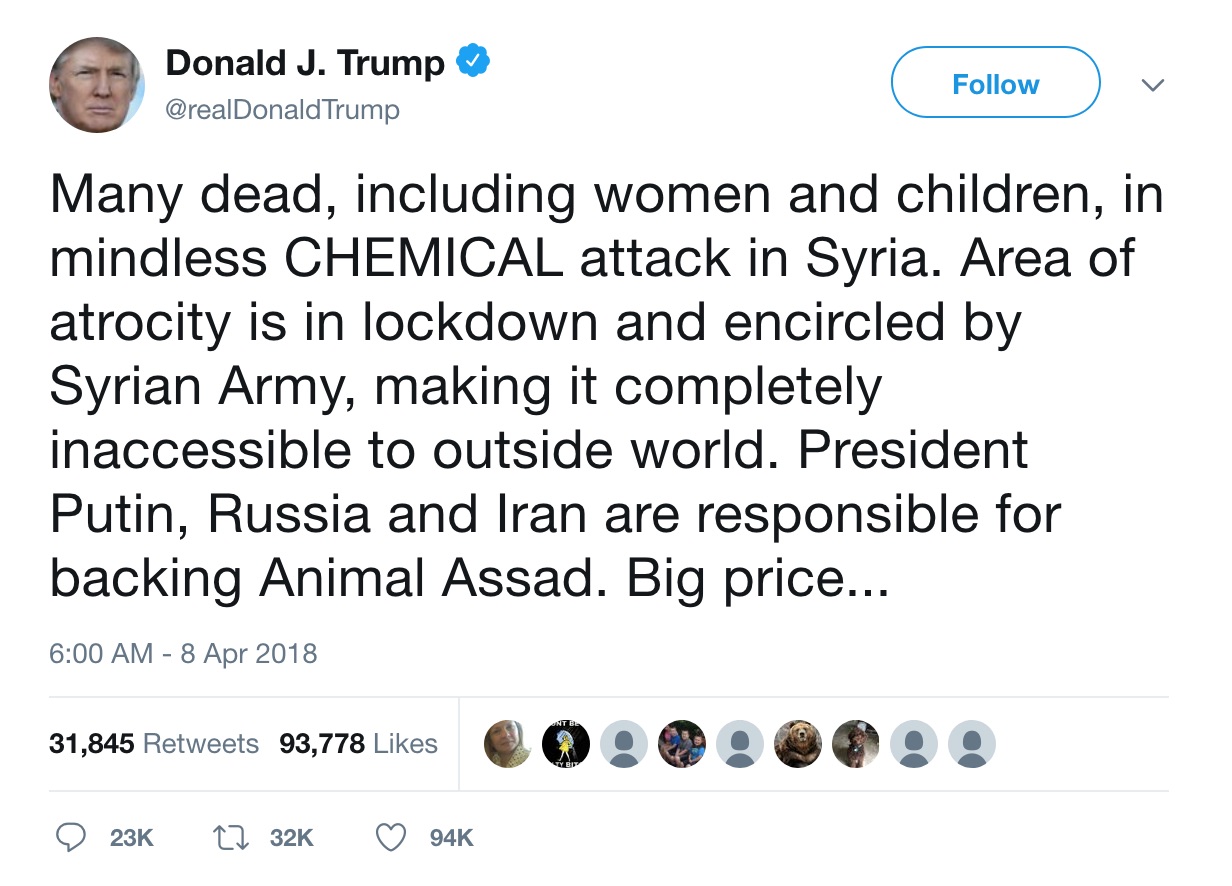 Donald J. Trump
@realDonaldTrump
Follow
Many dead, including women and children, in
mindless CHEMICAL attack in Syria. Area of
atrocity is in lockdown and encircled by
Syrian Army, making it completely
inaccessible to outside world. President
Putin, Russia and Iran are responsible for
backing Animal Assad. Big price...
6:00 AM - 8 Apr 2018
31,845 Retweets 93,778 Likes
23K 32K 94K